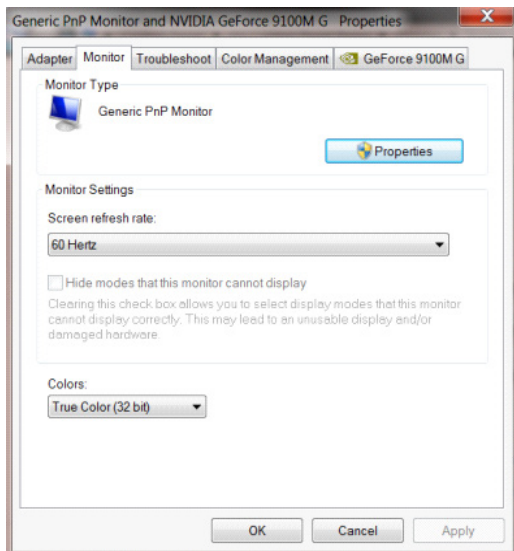 Generic PnP Monitor and NVIDIA GeForce 9100M G Properties
X
Adapter Monitor Troubleshoot Color Management GeForce 9100M G
Monitor Type
Generic PnP Monitor
Properties
Monitor Settings
Screen refresh rate:
60 Hertz
Hide modes that this monitor cannot display
Clearing this check box allows you to select display modes that this monitor
cannot display correctly. This may lead to an unusable display and/or
damaged hardware.
Colors:
True Color (32 bit)
OK Cancel Apply